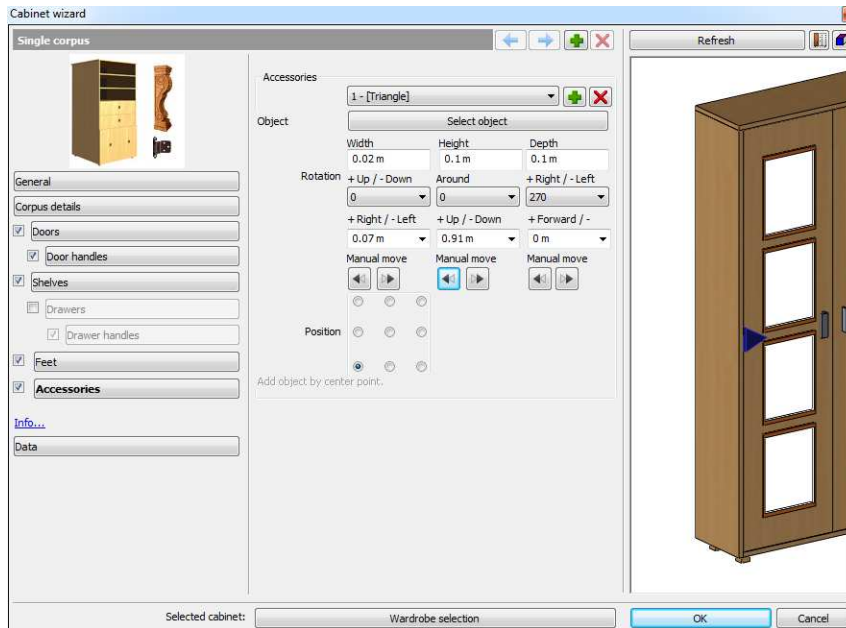 Cabinet wizard
Single corpus
Refresh
Accessories
1 - [Triangle]
Object Select object
Width Height Depth
0.02 m 0.1 m 0.1 m
Rotation + Up / - Down Around + Right / - Left
0 0 270
+ Right / - Left + Up / - Down + Forward / -
0.07 m 0.91 m 0 m
Manual move Manual move Manual move
Position
Add object by center point.
General
Corpus details
Doors
Door handles
Shelves
Drawers
Drawer handles
Feet
Accessories
Info...
Data
Selected cabinet: Wardrobe selection OK Cancel